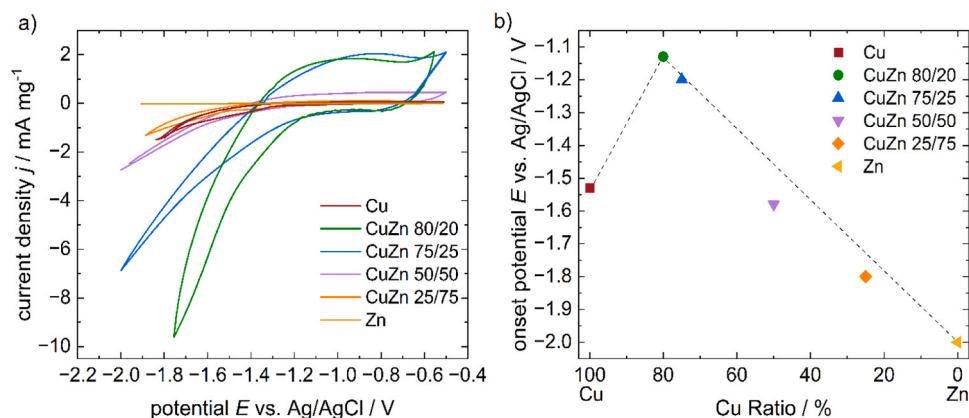 a)
current density j / mA mg⁻¹
2
0
−2
−4
−6
−8
−10
Cu
CuZn 80/20
CuZn 75/25
CuZn 50/50
CuZn 25/75
Zn
−2.2 −2.0 −1.8 −1.6 −1.4 −1.2 −1.0 −0.8 −0.6 −0.4
potential E vs. Ag/AgCl / V
b)
onset potential E vs. Ag/AgCl / V
−1.1
−1.2
−1.3
−1.4
−1.5
−1.6
−1.7
−1.8
−1.9
−2.0
Cu
CuZn 80/20
CuZn 75/25
CuZn 50/50
CuZn 25/75
Zn
100 80 60 40 20 0
Cu Zn
Cu Ratio / %